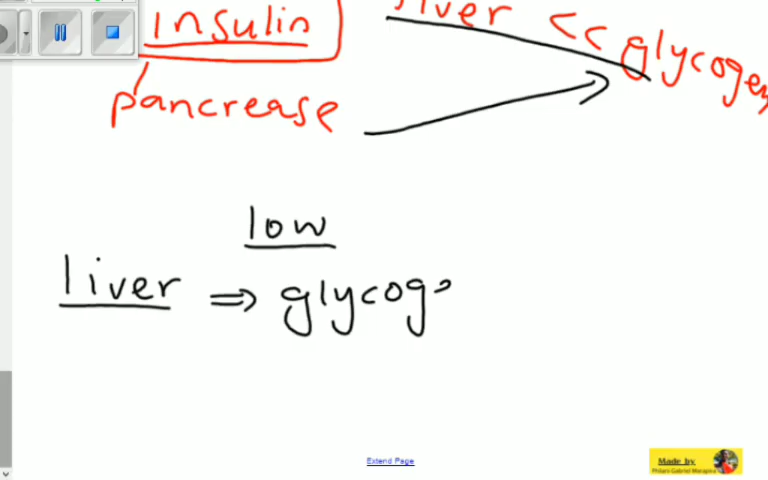 insulin
liver << glycogen
pancrease
low
liver ⇒ glycog
Extend Page
Made by